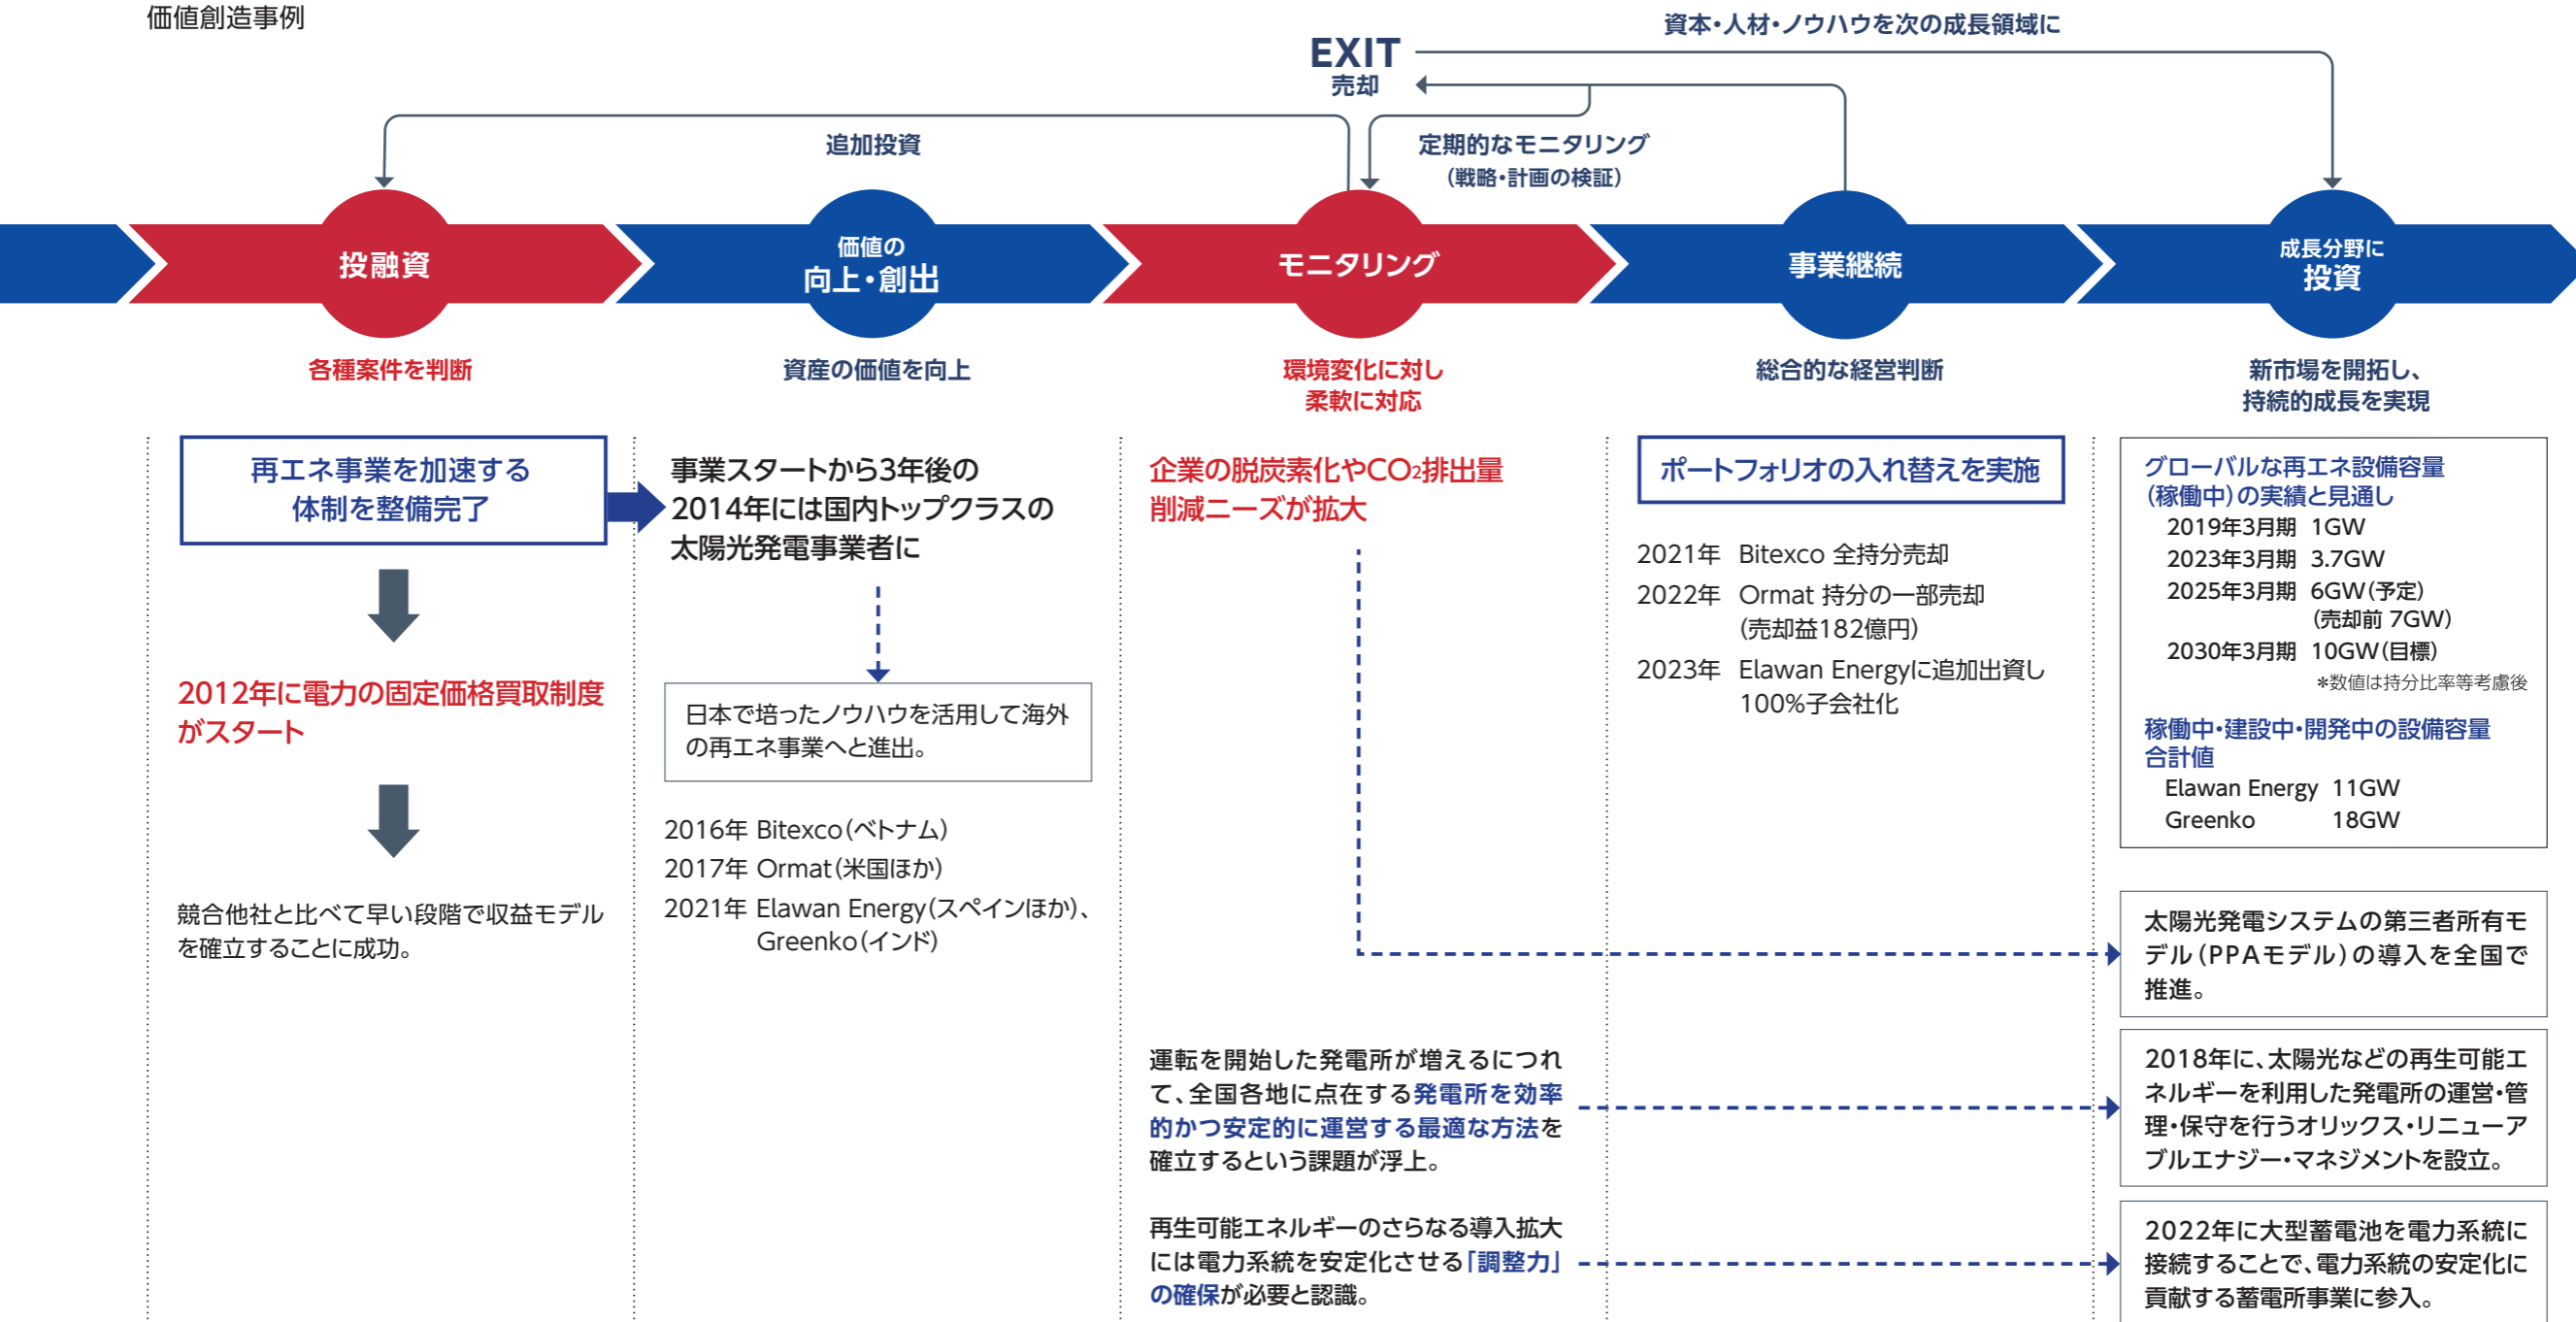 価値創造事例
資本・人材・ノウハウを次の成長領域に
EXIT
売却
追加投資
定期的なモニタリング
（戦略・計画の検証）
投融資
価値の
向上・創出
モニタリング
事業継続
成長分野に
投資
各種案件を判断
資産の価値を向上
環境変化に対し
柔軟に対応
総合的な経営判断
新市場を開拓し、
持続的成長を実現
再エネ事業を加速する
体制を整備完了
2012年に電力の固定価格買取制度
がスタート
競合他社と比べて早い段階で収益モデル
を確立することに成功。
事業スタートから3年後の
2014年には国内トップクラスの
太陽光発電事業者に
日本で培ったノウハウを活用して海外
の再エネ事業へと進出。
2016年 Bitexco（ベトナム）
2017年 Ormat（米国ほか）
2021年 Elawan Energy（スペインほか）、
Greenko（インド）
企業の脱炭素化やCO₂排出量
削減ニーズが拡大
運転を開始した発電所が増えるにつれ
て、全国各地に点在する発電所を効率
的かつ安定的に運営する最適な方法を
確立するという課題が浮上。
再生可能エネルギーのさらなる導入拡大
には電力系統を安定化させる「調整力」
の確保が必要と認識。
ポートフォリオの入れ替えを実施
2021年 Bitexco 全持分売却
2022年 Ormat 持分の一部売却
（売却益182億円）
2023年 Elawan Energyに追加出資し
100%子会社化
グローバルな再エネ設備容量
（稼働中）の実績と見通し
2019年3月期 1GW
2023年3月期 3.7GW
2025年3月期 6GW（予定）
（売却前 7GW）
2030年3月期 10GW（目標）
*数値は持分比率等考慮後
稼働中・建設中・開発中の設備容量
合計値
Elawan Energy 11GW
Greenko 18GW
太陽光発電システムの第三者所有モ
デル（PPAモデル）の導入を全国で
推進。
2018年に、太陽光などの再生可能エ
ネルギーを利用した発電所の運営・管
理・保守を行うオリックス・リニューア
ブルエナジー・マネジメントを設立。
2022年に大型蓄電池を電力系統に
接続することで、電力系統の安定化に
貢献する蓄電所事業に参入。